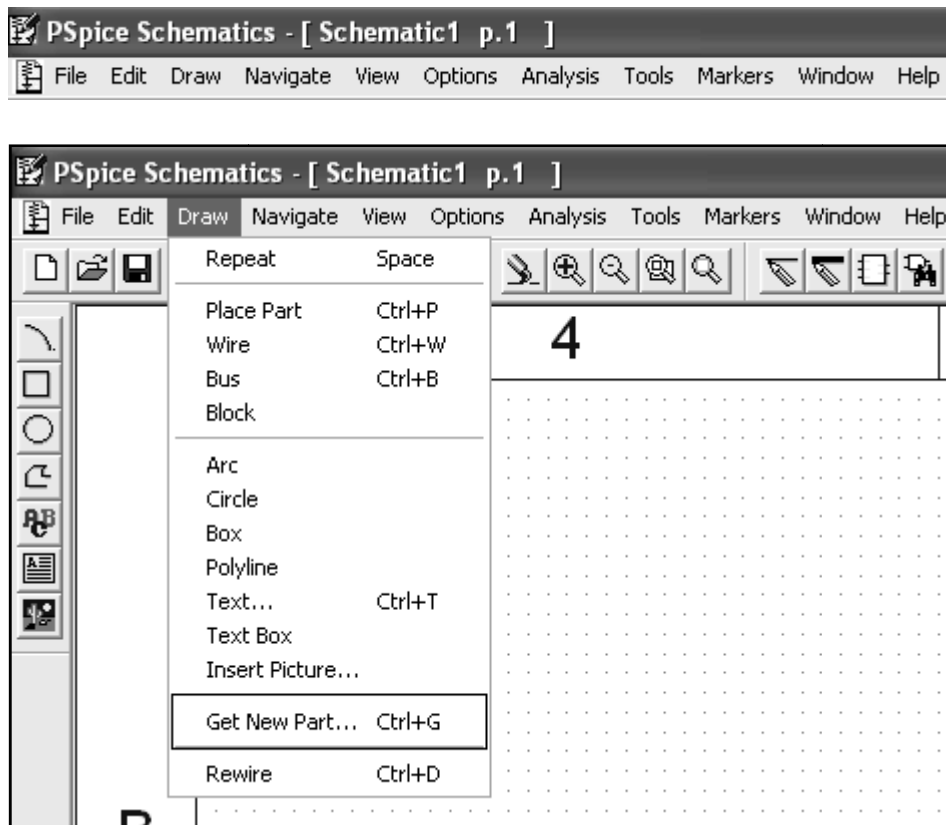 PSpice Schematics - [ Schematic1 p.1 ]
File Edit Draw Navigate View Options Analysis Tools Markers Window Help
PSpice Schematics - [ Schematic1 p.1 ]
File Edit Draw Navigate View Options Analysis Tools Markers Window Help
Repeat Space
Place Part Ctrl+P
4
Wire Ctrl+W
Bus Ctrl+B
Block
Arc
Circle
Box
ABC
Polyline
Text... Ctrl+T
Text Box
Insert Picture...
Get New Part... Ctrl+G
Rewire Ctrl+D